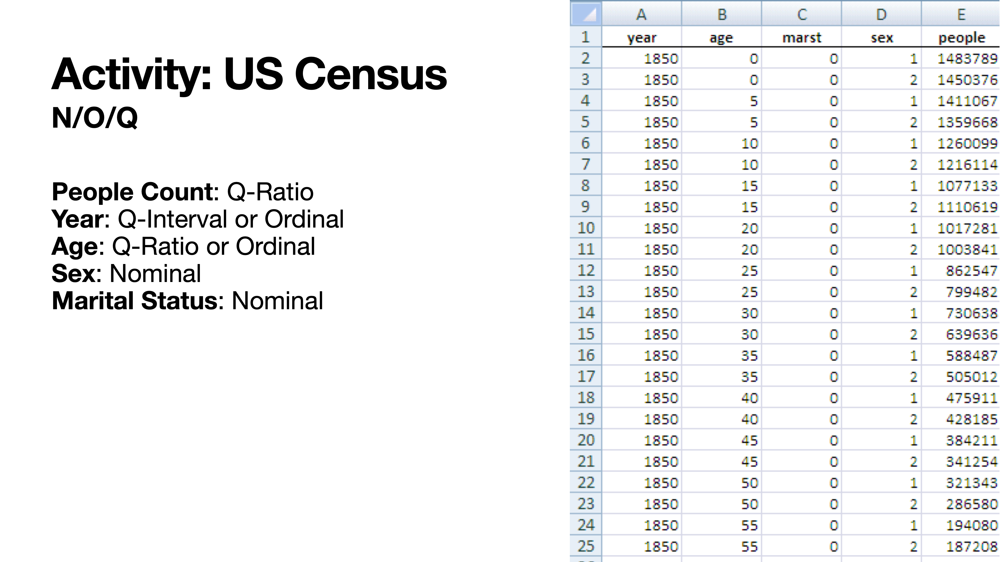 Activity: US Census
N/O/Q
People Count: Q-Ratio
Year: Q-Interval or Ordinal
Age: Q-Ratio or Ordinal
Sex: Nominal
Marital Status: Nominal
A B C D E
1 year age marst sex people
2 1850 0 0 1 1483789
3 1850 0 0 2 1450376
4 1850 5 0 1 1411067
5 1850 5 0 2 1359668
6 1850 10 0 1 1260099
7 1850 10 0 2 1216114
8 1850 15 0 1 1077133
9 1850 15 0 2 1110619
10 1850 20 0 1 1017281
11 1850 20 0 2 1003841
12 1850 25 0 1 862547
13 1850 25 0 2 799482
14 1850 30 0 1 730638
15 1850 30 0 2 639636
16 1850 35 0 1 588487
17 1850 35 0 2 505012
18 1850 40 0 1 475911
19 1850 40 0 2 428185
20 1850 45 0 1 384211
21 1850 45 0 2 341254
22 1850 50 0 1 321343
23 1850 50 0 2 286580
24 1850 55 0 1 194080
25 1850 55 0 2 187208